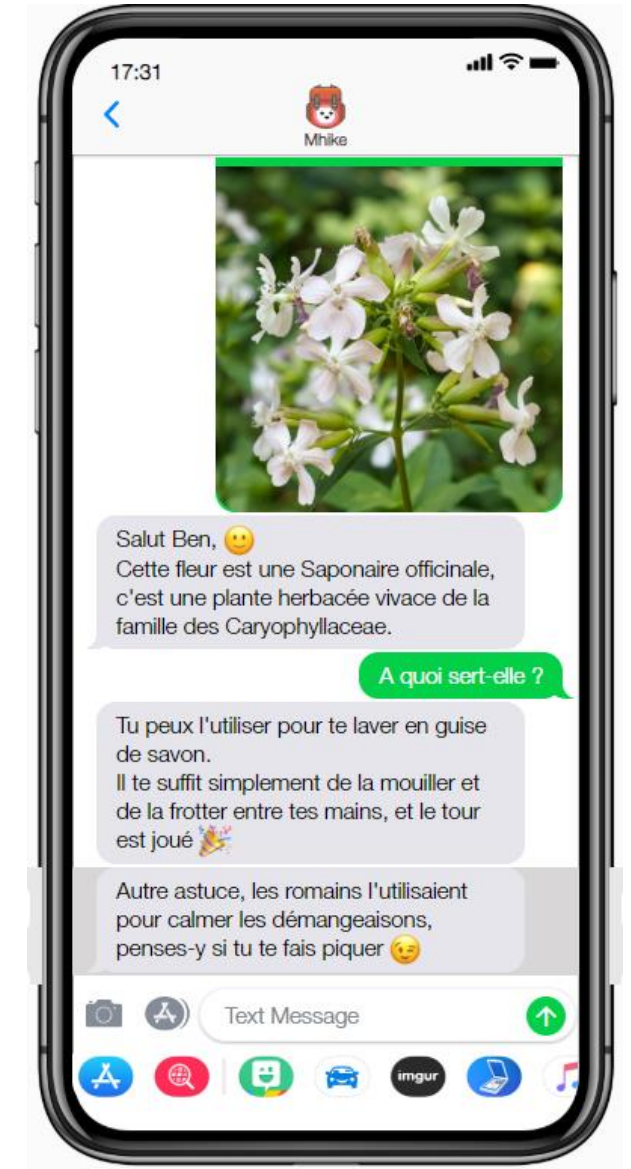 17:31
Mhike
Salut Ben, 🙂
Cette fleur est une Saponaire officinale,
c'est une plante herbacée vivace de la
famille des Caryophyllaceae.
A quoi sert-elle ?
Tu peux l'utiliser pour te laver en guise
de savon.
Il te suffit simplement de la mouiller et
de la frotter entre tes mains, et le tour
est joué 🎉
Autre astuce, les romains l'utilisaient
pour calmer les démangeaisons,
penses-y si tu te fais piquer 😉
Text Message
imgur